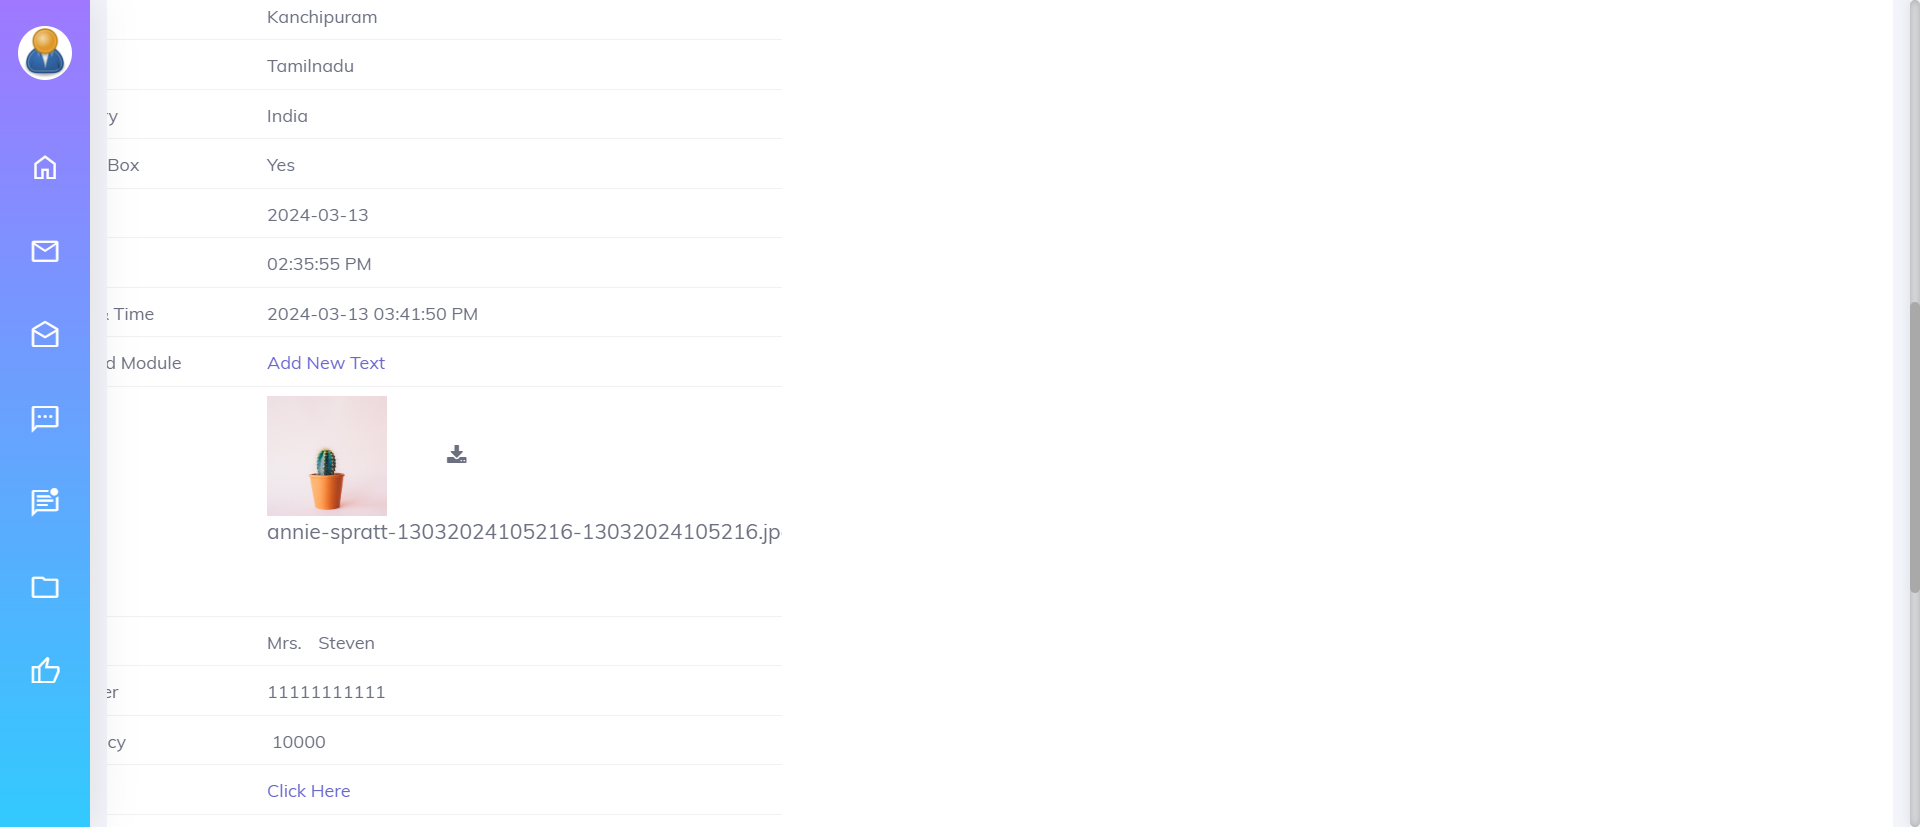 Kanchipuram
Tamilnadu
ry India
Box Yes
2024-03-13
02:35:55 PM
& Time 2024-03-13 03:41:50 PM
d Module Add New Text
annie-spratt-13032024105216-13032024105216.jp
Mrs. Steven
er 11111111111
cy 10000
Click Here